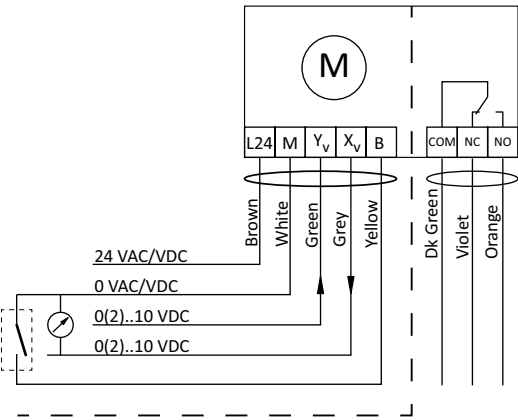 M
L24 M Yv Xv B COM NC NO
Brown
White
Green
Grey
Yellow
Dk Green
Violet
Orange
24 VAC/VDC
0 VAC/VDC
0(2)..10 VDC
0(2)..10 VDC